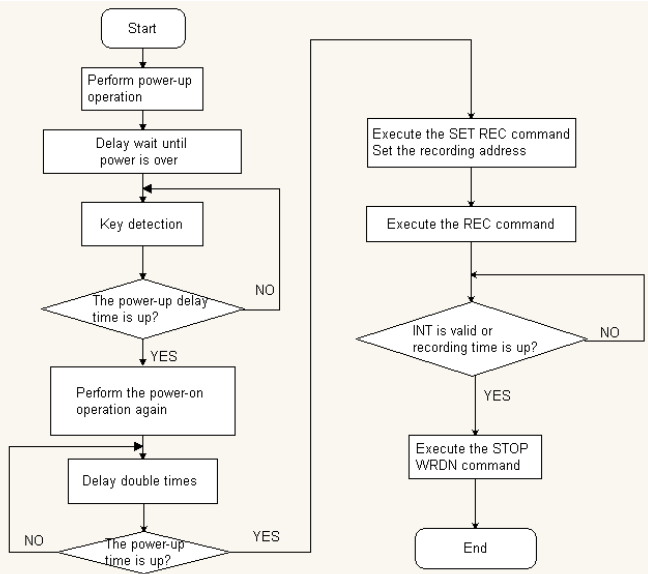 Start
Perform power-up
operation
Delay wait until
power is over
Key detection
The power-up delay
time is up?
NO
YES
Perform the power-on
operation again
Delay double times
The power-up
time is up?
NO
YES
Execute the SET REC command
Set the recording address
Execute the REC command
INT is valid or
recording time is up?
NO
YES
Execute the STOP
WRDN command
End